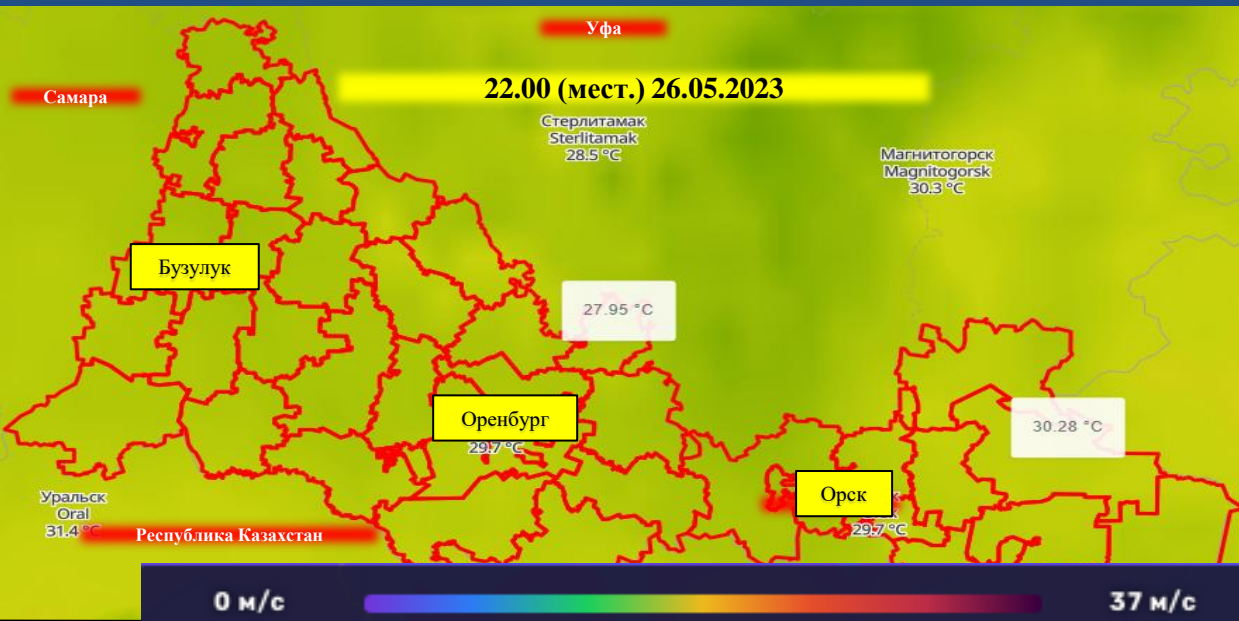 Уфа
Самара
22.00 (мест.) 26.05.2023
Стерлитамак
Sterlitamak
28.5 °C
Магнитогорск
Magnitogorsk
30.3 °C
Бузулук
27.95 °C
Оренбург
29.7 °C
30.28 °C
Орск
29.7 °C
Уральск
Oral
31.4 °C
Республика Казахстан
0 м/с
37 м/с